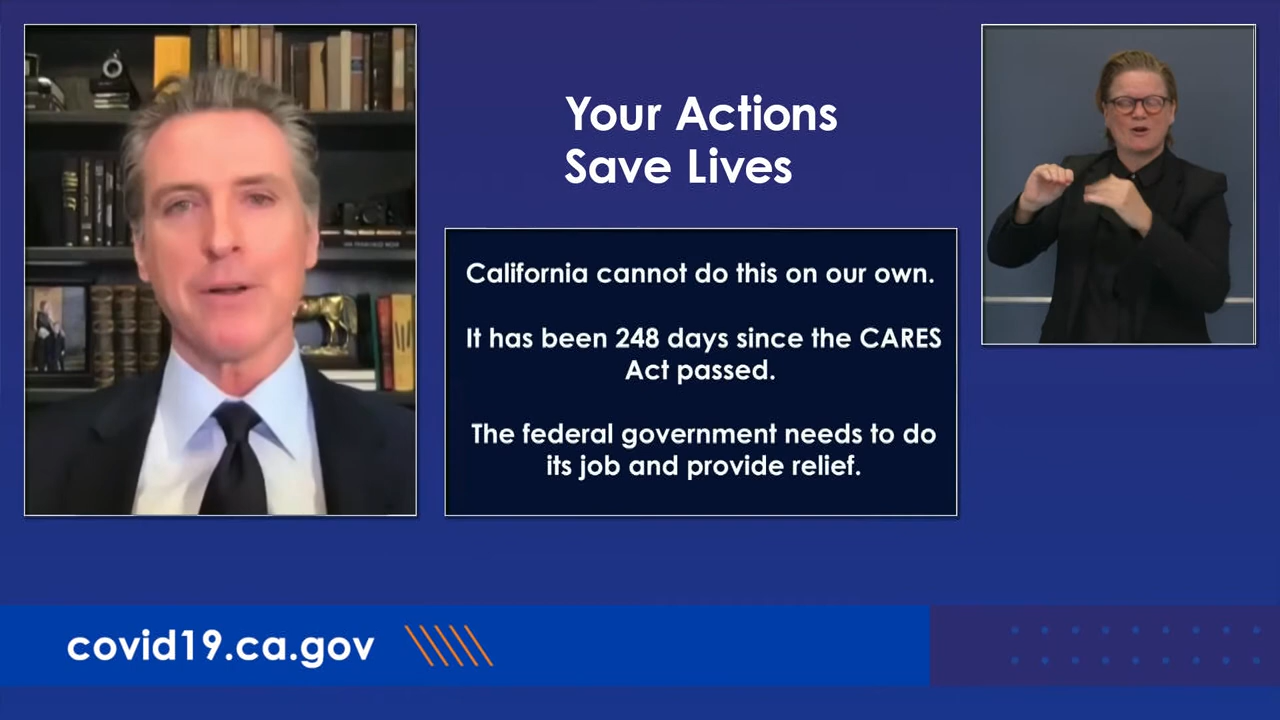 Your Actions
Save Lives
California cannot do this on our own.
It has been 248 days since the CARES
Act passed.
The federal government needs to do
its job and provide relief.
covid19.ca.gov